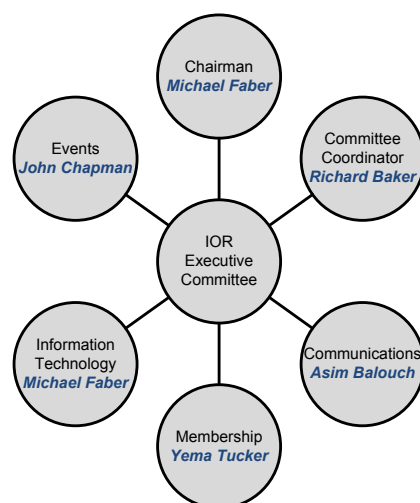 Chairman
Michael Faber
Events
John Chapman
Committee
Coordinator
Richard Baker
IOR
Executive
Committee
Information
Technology
Michael Faber
Communications
Asim Balouch
Membership
Yema Tucker